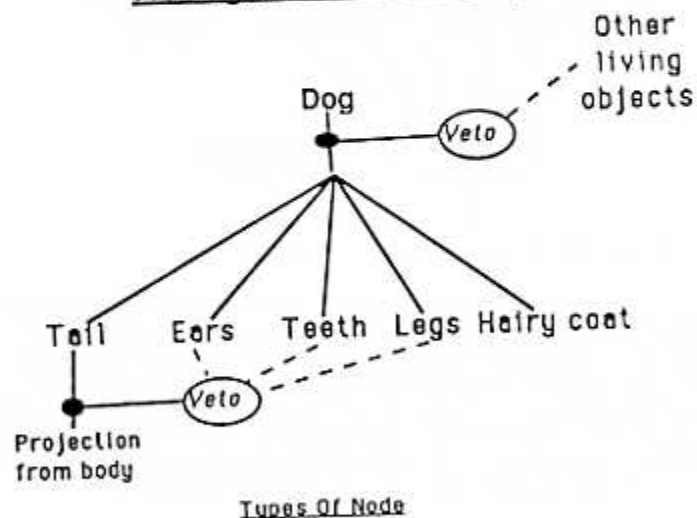 Other
living
objects
Dog
Veto
Tail Ears Teeth Legs Hairy coat
Veto
Projection
from body
Types Of Node